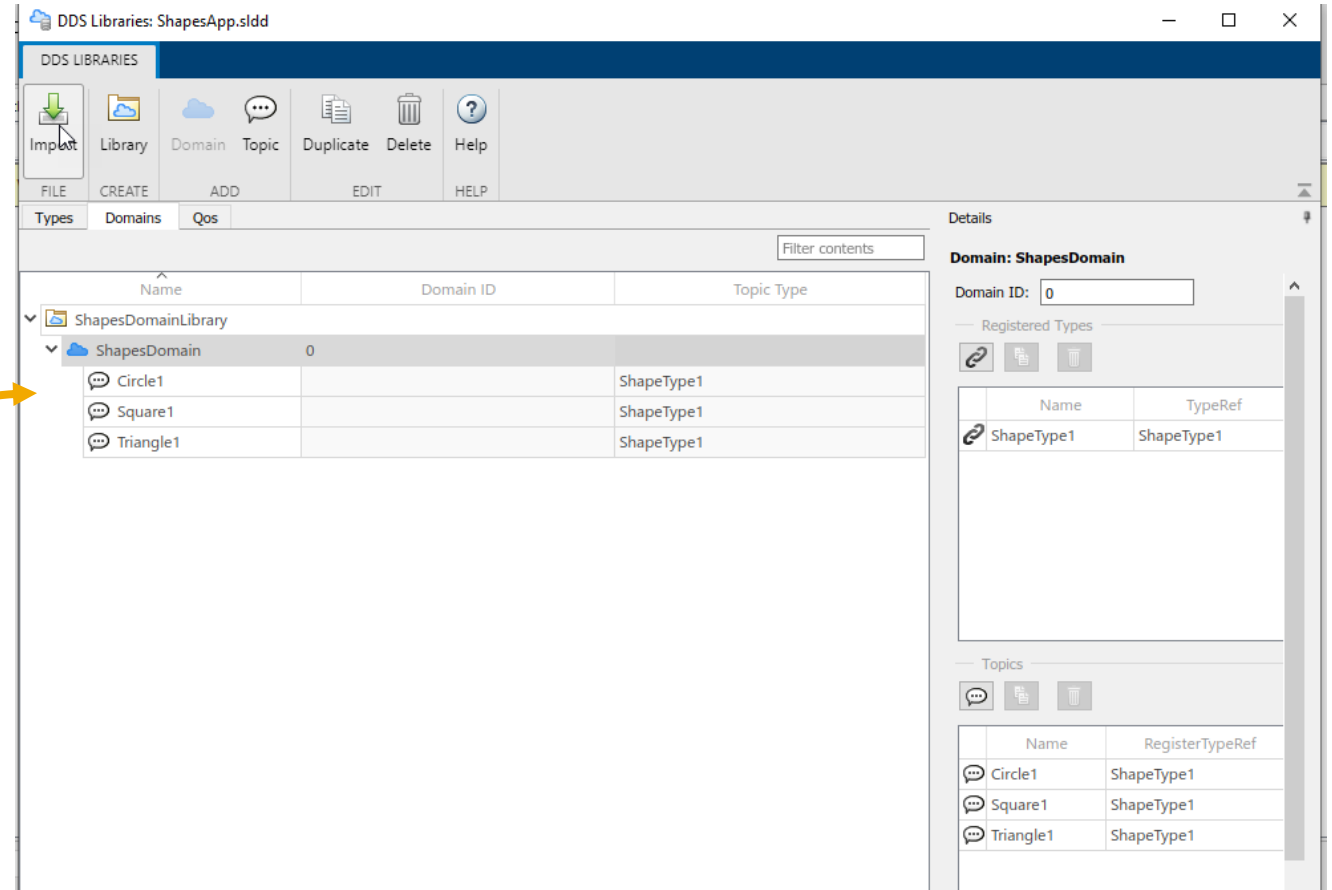 DDS Libraries: ShapesApp.sldd
DDS LIBRARIES
Import Library Domain Topic Duplicate Delete Help
FILE CREATE ADD EDIT HELP
Types Domains Qos
Filter contents
Name Domain ID Topic Type
ShapesDomainLibrary
ShapesDomain 0
Circle1 ShapeType1
Square1 ShapeType1
Triangle1 ShapeType1
Details
Domain: ShapesDomain
Domain ID: 0
Registered Types
Name TypeRef
ShapeType1 ShapeType1
Topics
Name RegisterTypeRef
Circle1 ShapeType1
Square1 ShapeType1
Triangle1 ShapeType1